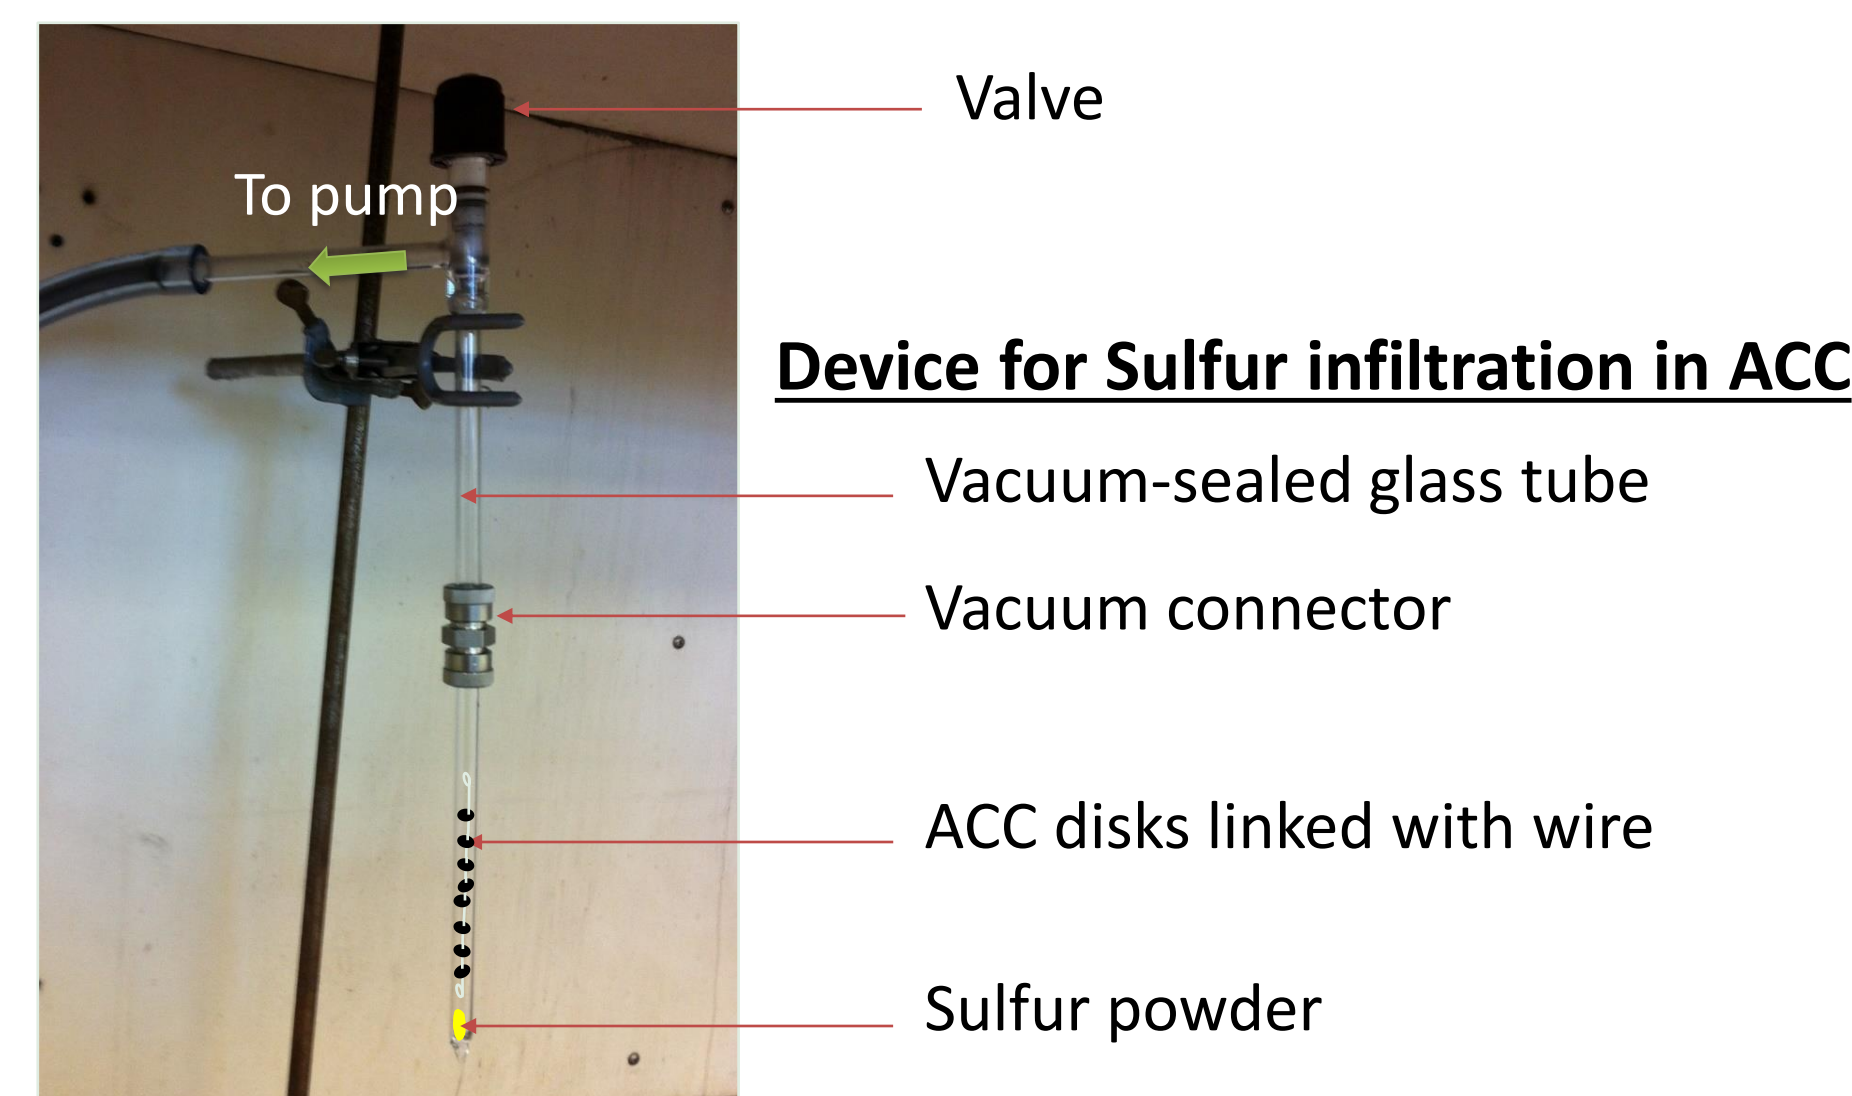 Valve
To pump
Device for Sulfur infiltration in ACC
Vacuum-sealed glass tube
Vacuum connector
ACC disks linked with wire
Sulfur powder